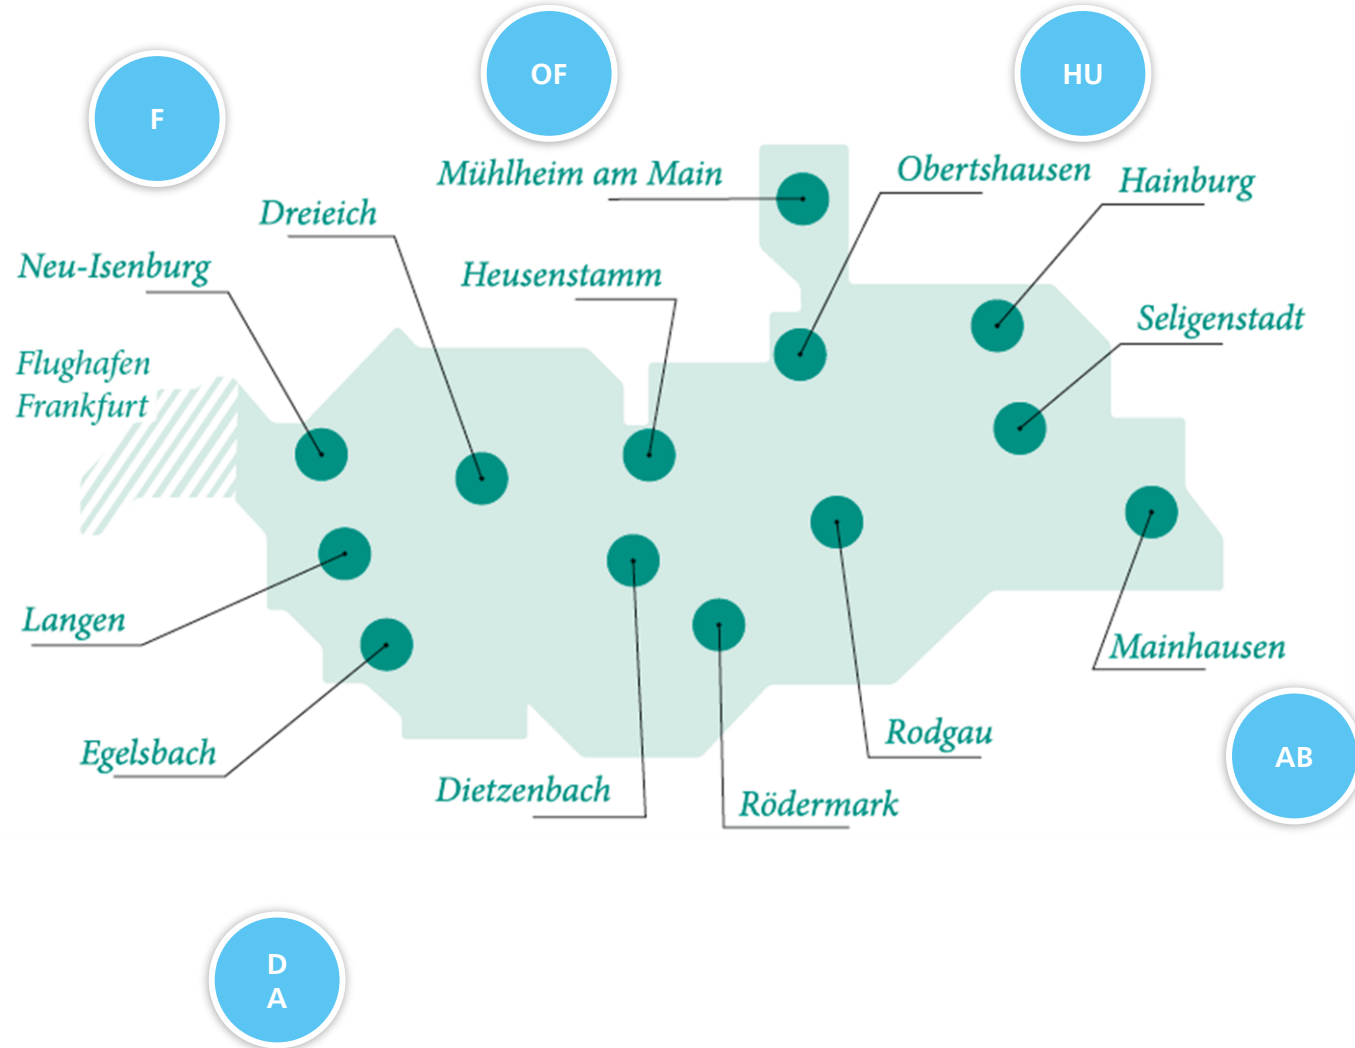 F
OF
HU
Mühlheim am Main
Obertshausen
Hainburg
Dreieich
Neu-Isenburg
Heusenstamm
Seligenstadt
Flughafen
Frankfurt
Langen
Mainhausen
Egelsbach
Rodgau
AB
Dietzenbach
Rödermark
D
A